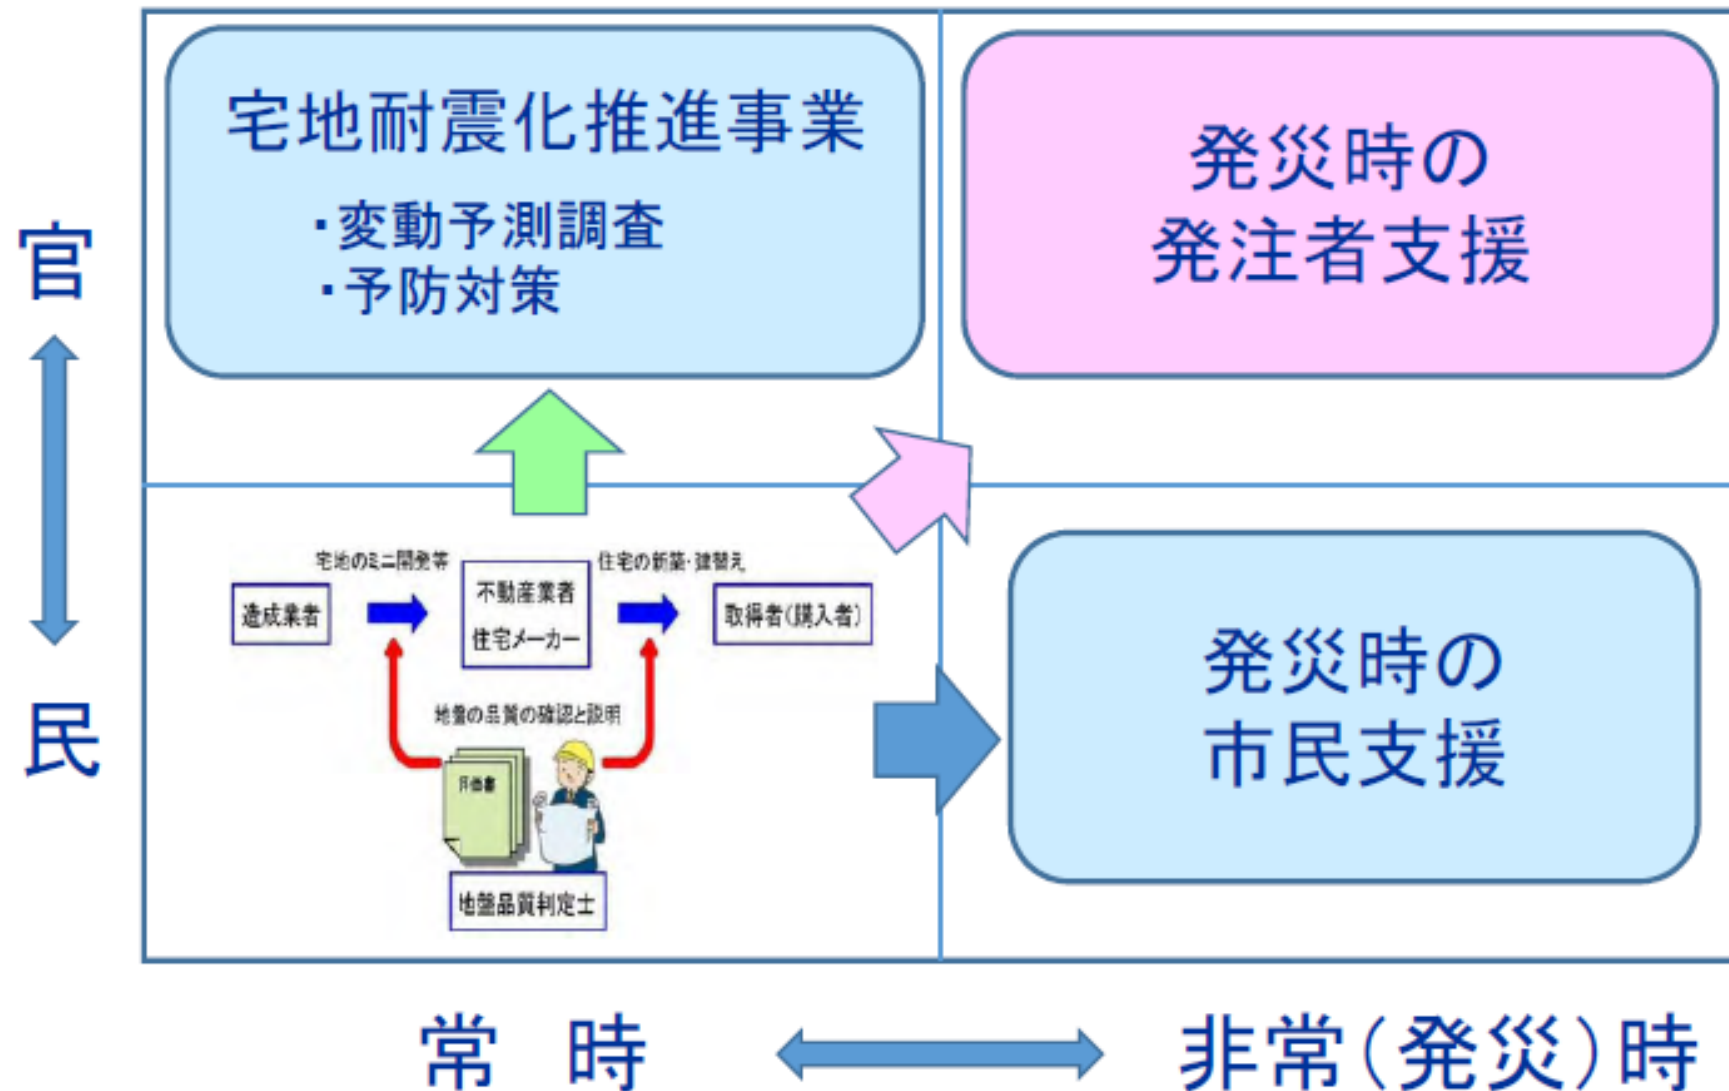 宅地耐震化推進事業
・変動予測調査
・予防対策
発災時の
発注者支援
官
民
宅地のミニ開発等
住宅の新築・建替え
造成業者
不動産業者
住宅メーカー
取得者(購入者)
地盤の品質の確認と説明
評価書
地盤品質判定士
発災時の
市民支援
常 時
非常(発災)時